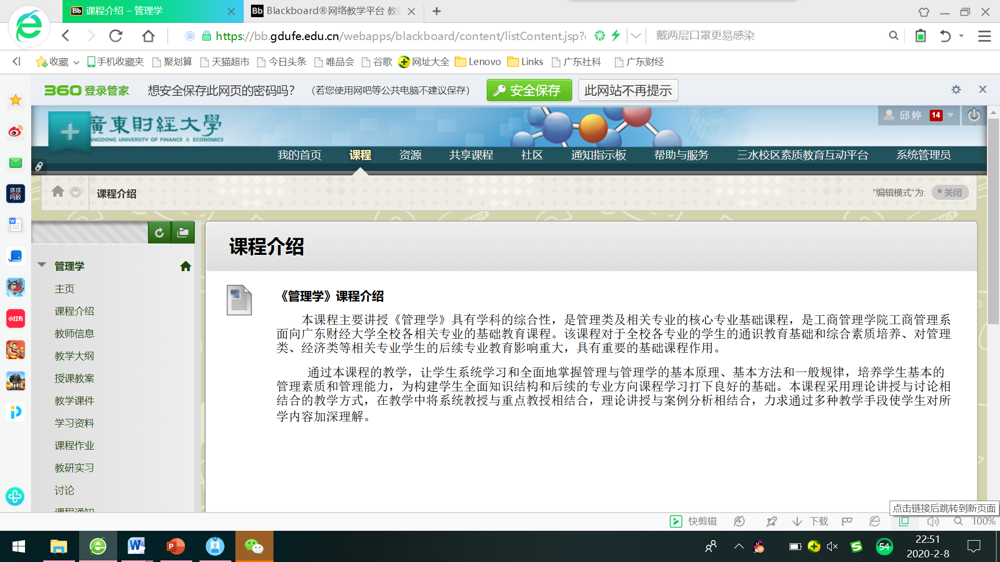 课程介绍 – 管理学
Blackboard®网络教学平台 教
https://bb.gdufe.edu.cn/webapps/blackboard/content/listContent.jsp?c
戴两层口罩更易感染
收藏 手机收藏夹 聚划算 天猫超市 今日头条 唯品会 谷歌 网址大全 Lenovo Links 广东社科 广东财经
360 登录管家 想安全保存此网页的密码吗? (若您使用网吧等公共电脑不建议保存) 安全保存 此网站不再提示
廣東財經大學
ANGDONG UNIVERSITY OF FINANCE & ECONOMICS
邱 婷 14
我的首页 课程 资源 共享课程 社区 通知指示板 帮助与服务 三水校区素质教育互动平台 系统管理员
课程介绍
“编辑模式”为: 关闭
环球网校
小红书
管理学
主页
课程介绍
教师信息
教学大纲
授课教案
教学课件
学习资料
课程作业
教研实习
讨论
课程通知
课程介绍
《管理学》课程介绍
本课程主要讲授《管理学》具有学科的综合性，是管理类及相关专业的核心专业基础课程，是工商管理学院工商管理系
面向广东财经大学全校各相关专业的基础教育课程。该课程对于全校各专业的学生的通识教育基础和综合素质培养、对管理
类、经济类等相关专业学生的后续专业教育影响重大，具有重要的基础课程作用。
通过本课程的教学，让学生系统学习和全面地掌握管理与管理学的基本原理、基本方法和一般规律，培养学生基本的
管理素质和管理能力，为构建学生全面知识结构和后续的专业方向课程学习打下良好的基础。本课程采用理论讲授与讨论相
结合的教学方式，在教学中将系统教授与重点教授相结合，理论讲授与案例分析相结合，力求通过多种教学手段使学生对所
学内容加深理解。
点击链接后跳转到新页面
快剪辑 下载 100%
54
22:51
2020-2-8